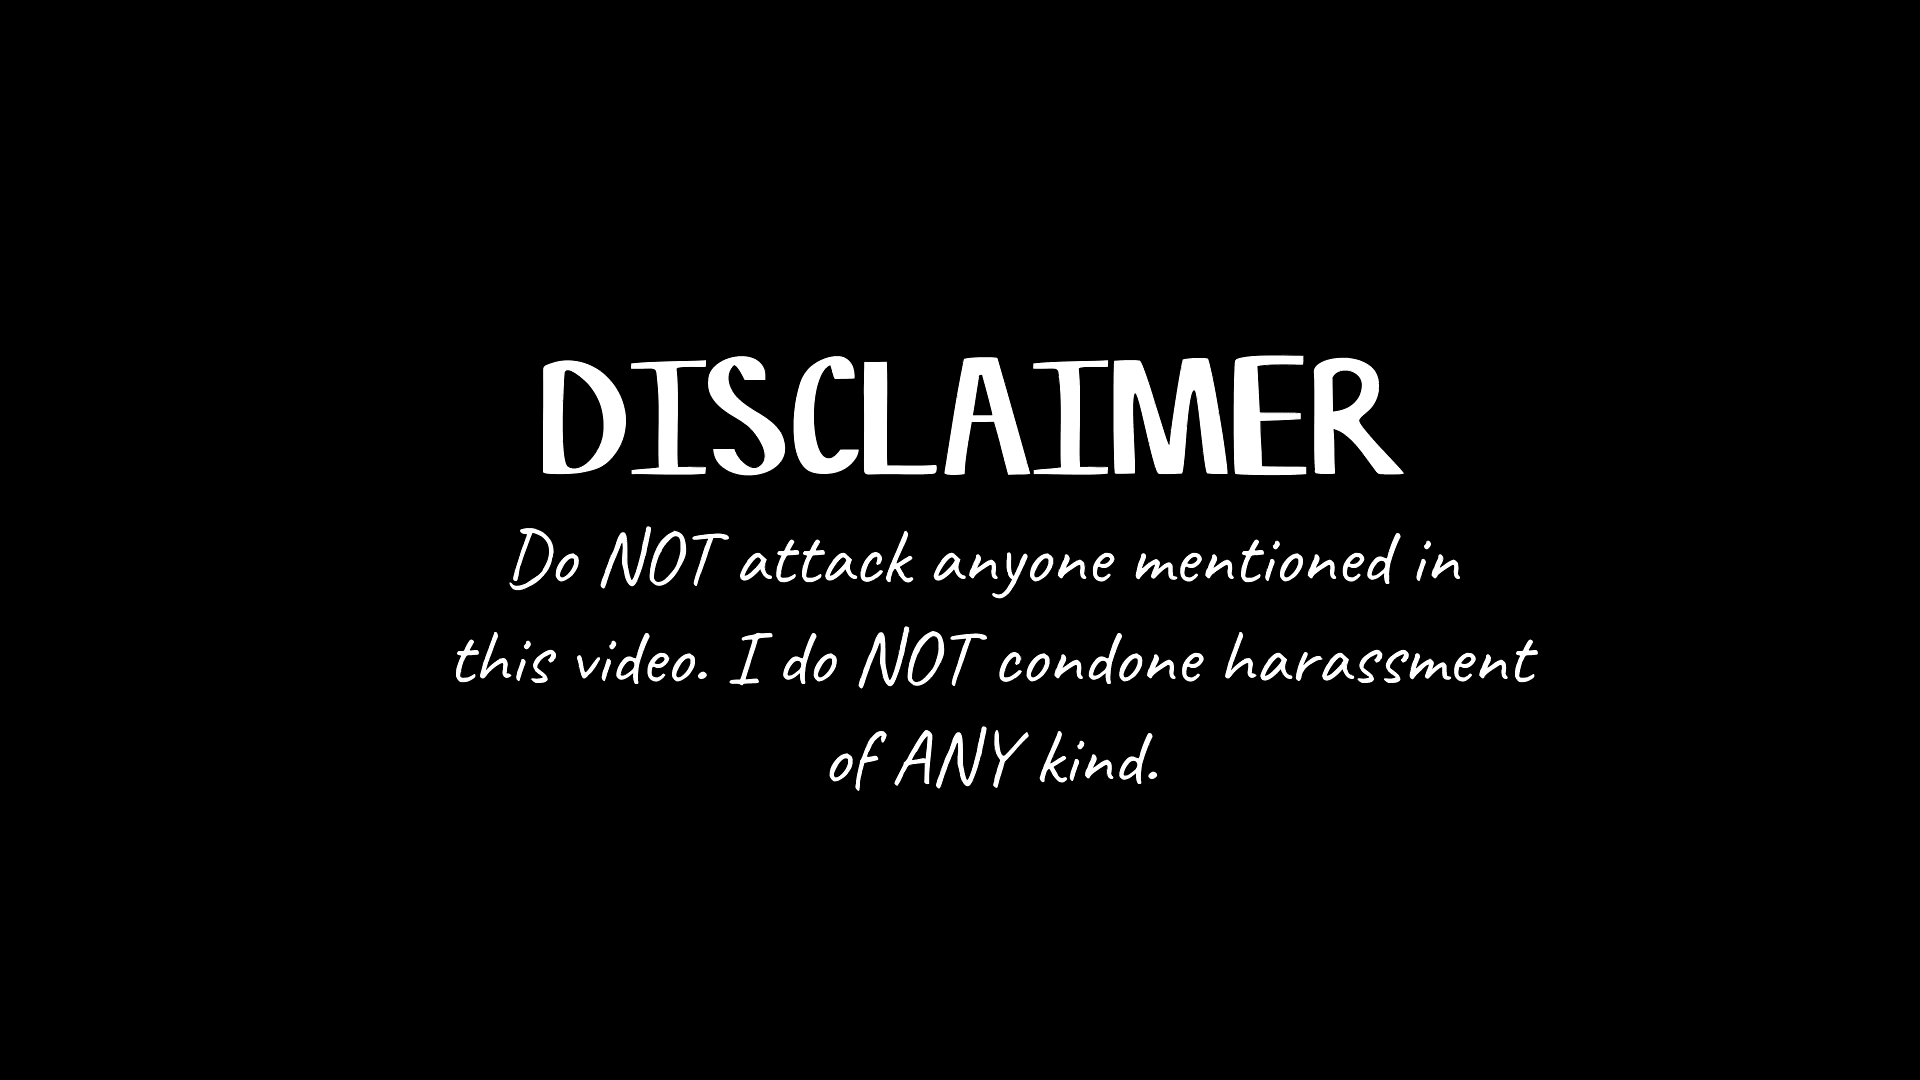 DISCLAIMER
Do NOT attack anyone mentioned in
this video. I do NOT condone harassment
of ANY kind.